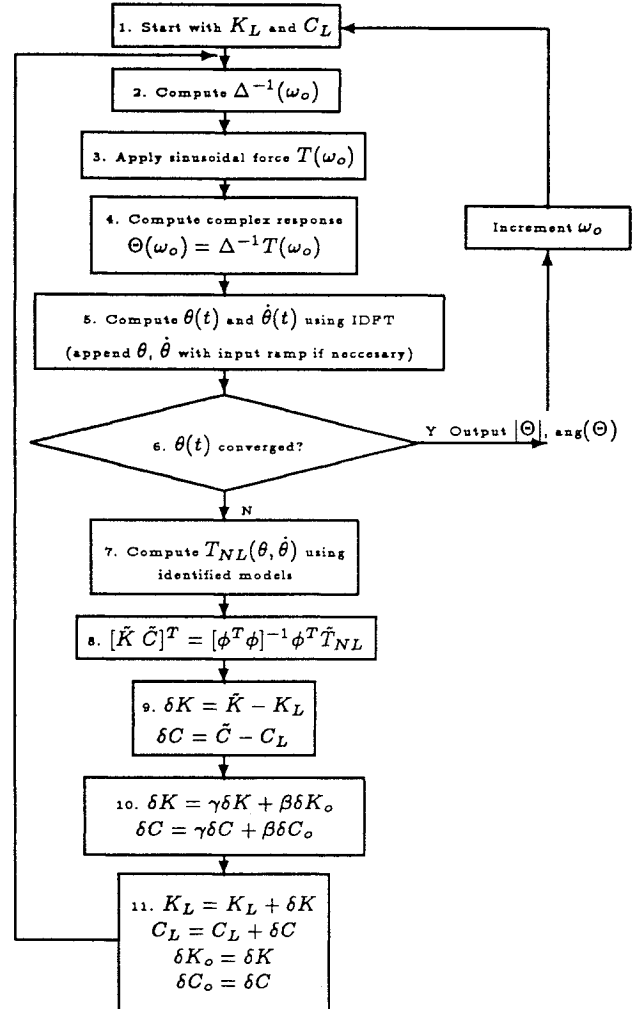 1. Start with K_L and C_L
2. Compute Δ^{-1}(ω_o)
3. Apply sinusoidal force T(ω_o)
4. Compute complex response
Θ(ω_o) = Δ^{-1}T(ω_o)
Increment ω_o
5. Compute θ(t) and θ̇(t) using IDFT
(append θ, θ̇ with input ramp if neccesary)
6. θ(t) converged?
Y Output |Θ|, ang(Θ)
N
7. Compute T_{NL}(θ, θ̇) using
identified models
8. [K̃ C̃]^T = [ϕ^Tϕ]^{-1}ϕ^T T̃_{NL}
9. δK = K̃ − K_L
δC = C̃ − C_L
10. δK = γδK + βδK_o
δC = γδC + βδC_o
11. K_L = K_L + δK
C_L = C_L + δC
δK_o = δK
δC_o = δC